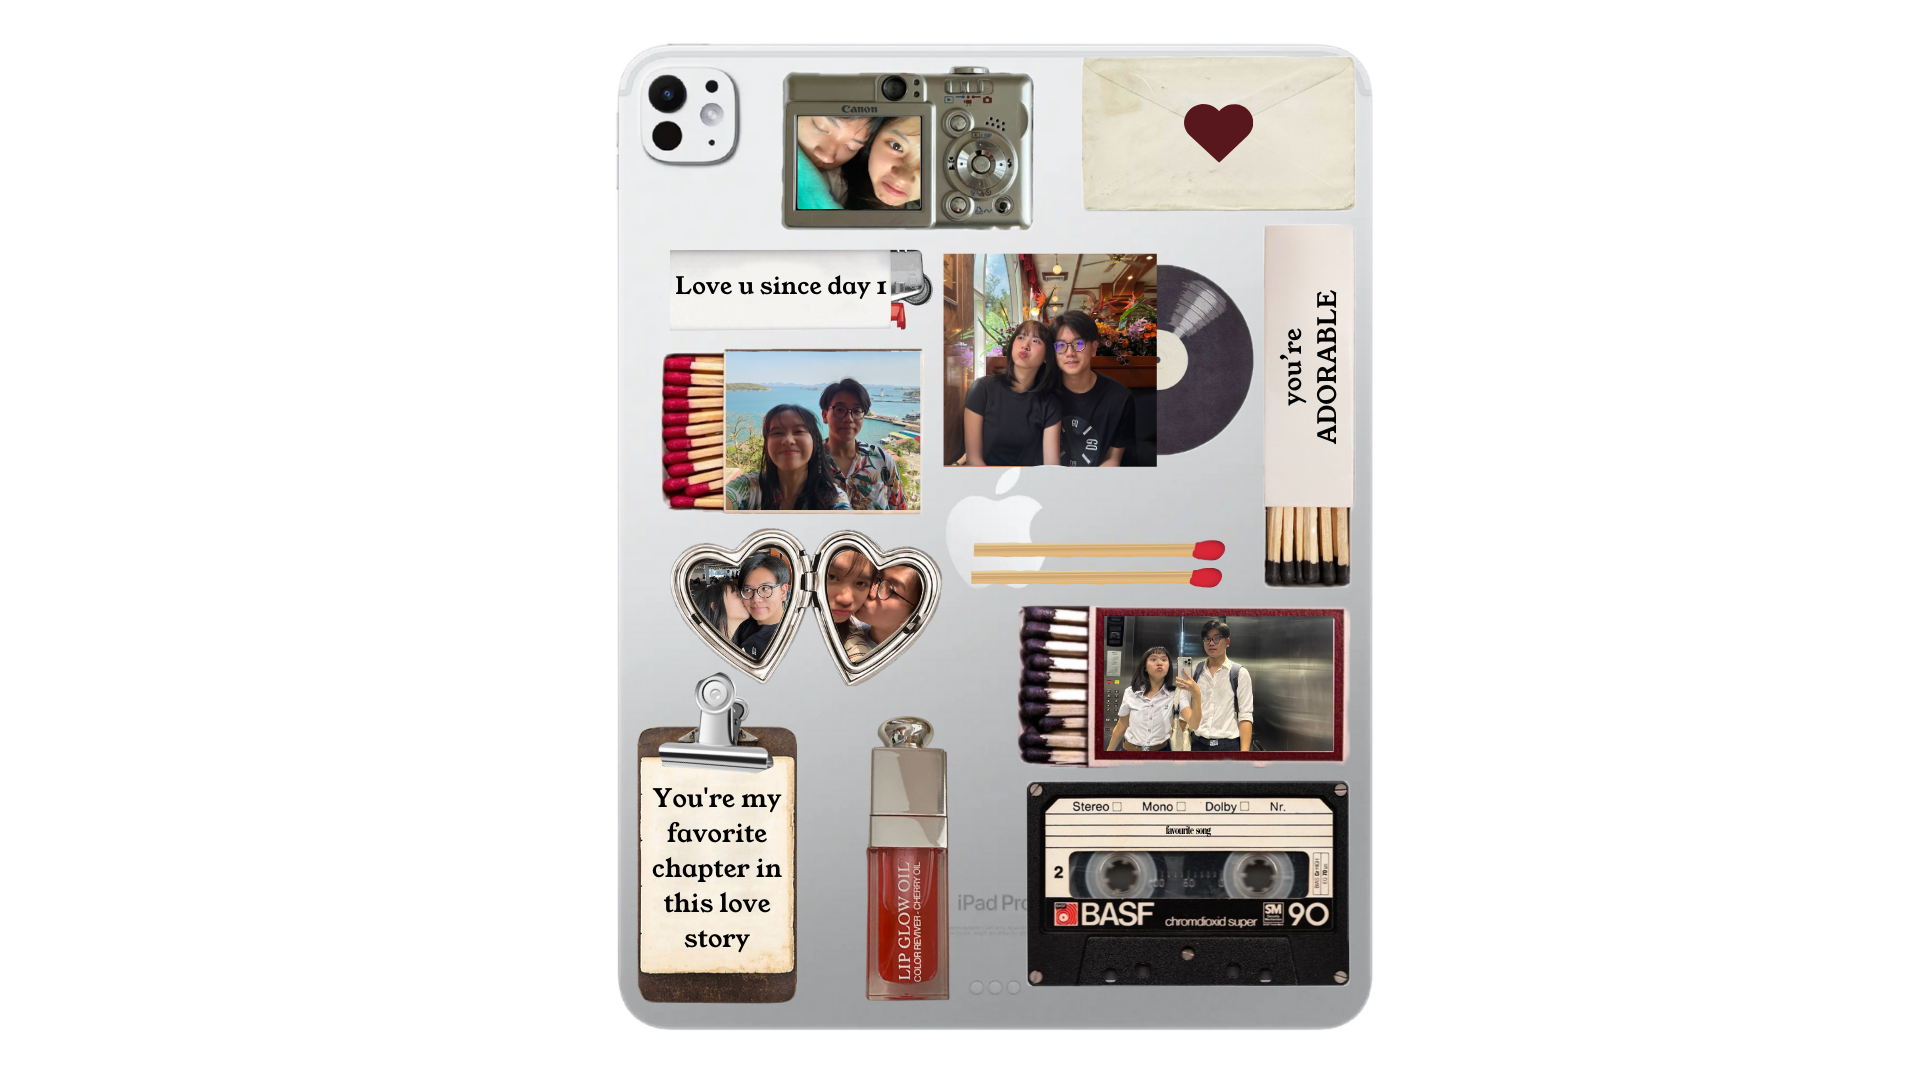 Canon
Love u since day 1
you're
ADORABLE
You're my
favorite
chapter in
this love
story
LIP GLOW OIL
COLOR REVIVER - CHERRY OIL
iPad Pro
Stereo Mono Dolby Nr.
favourite song
2
BASF chromdioxid super SM 90